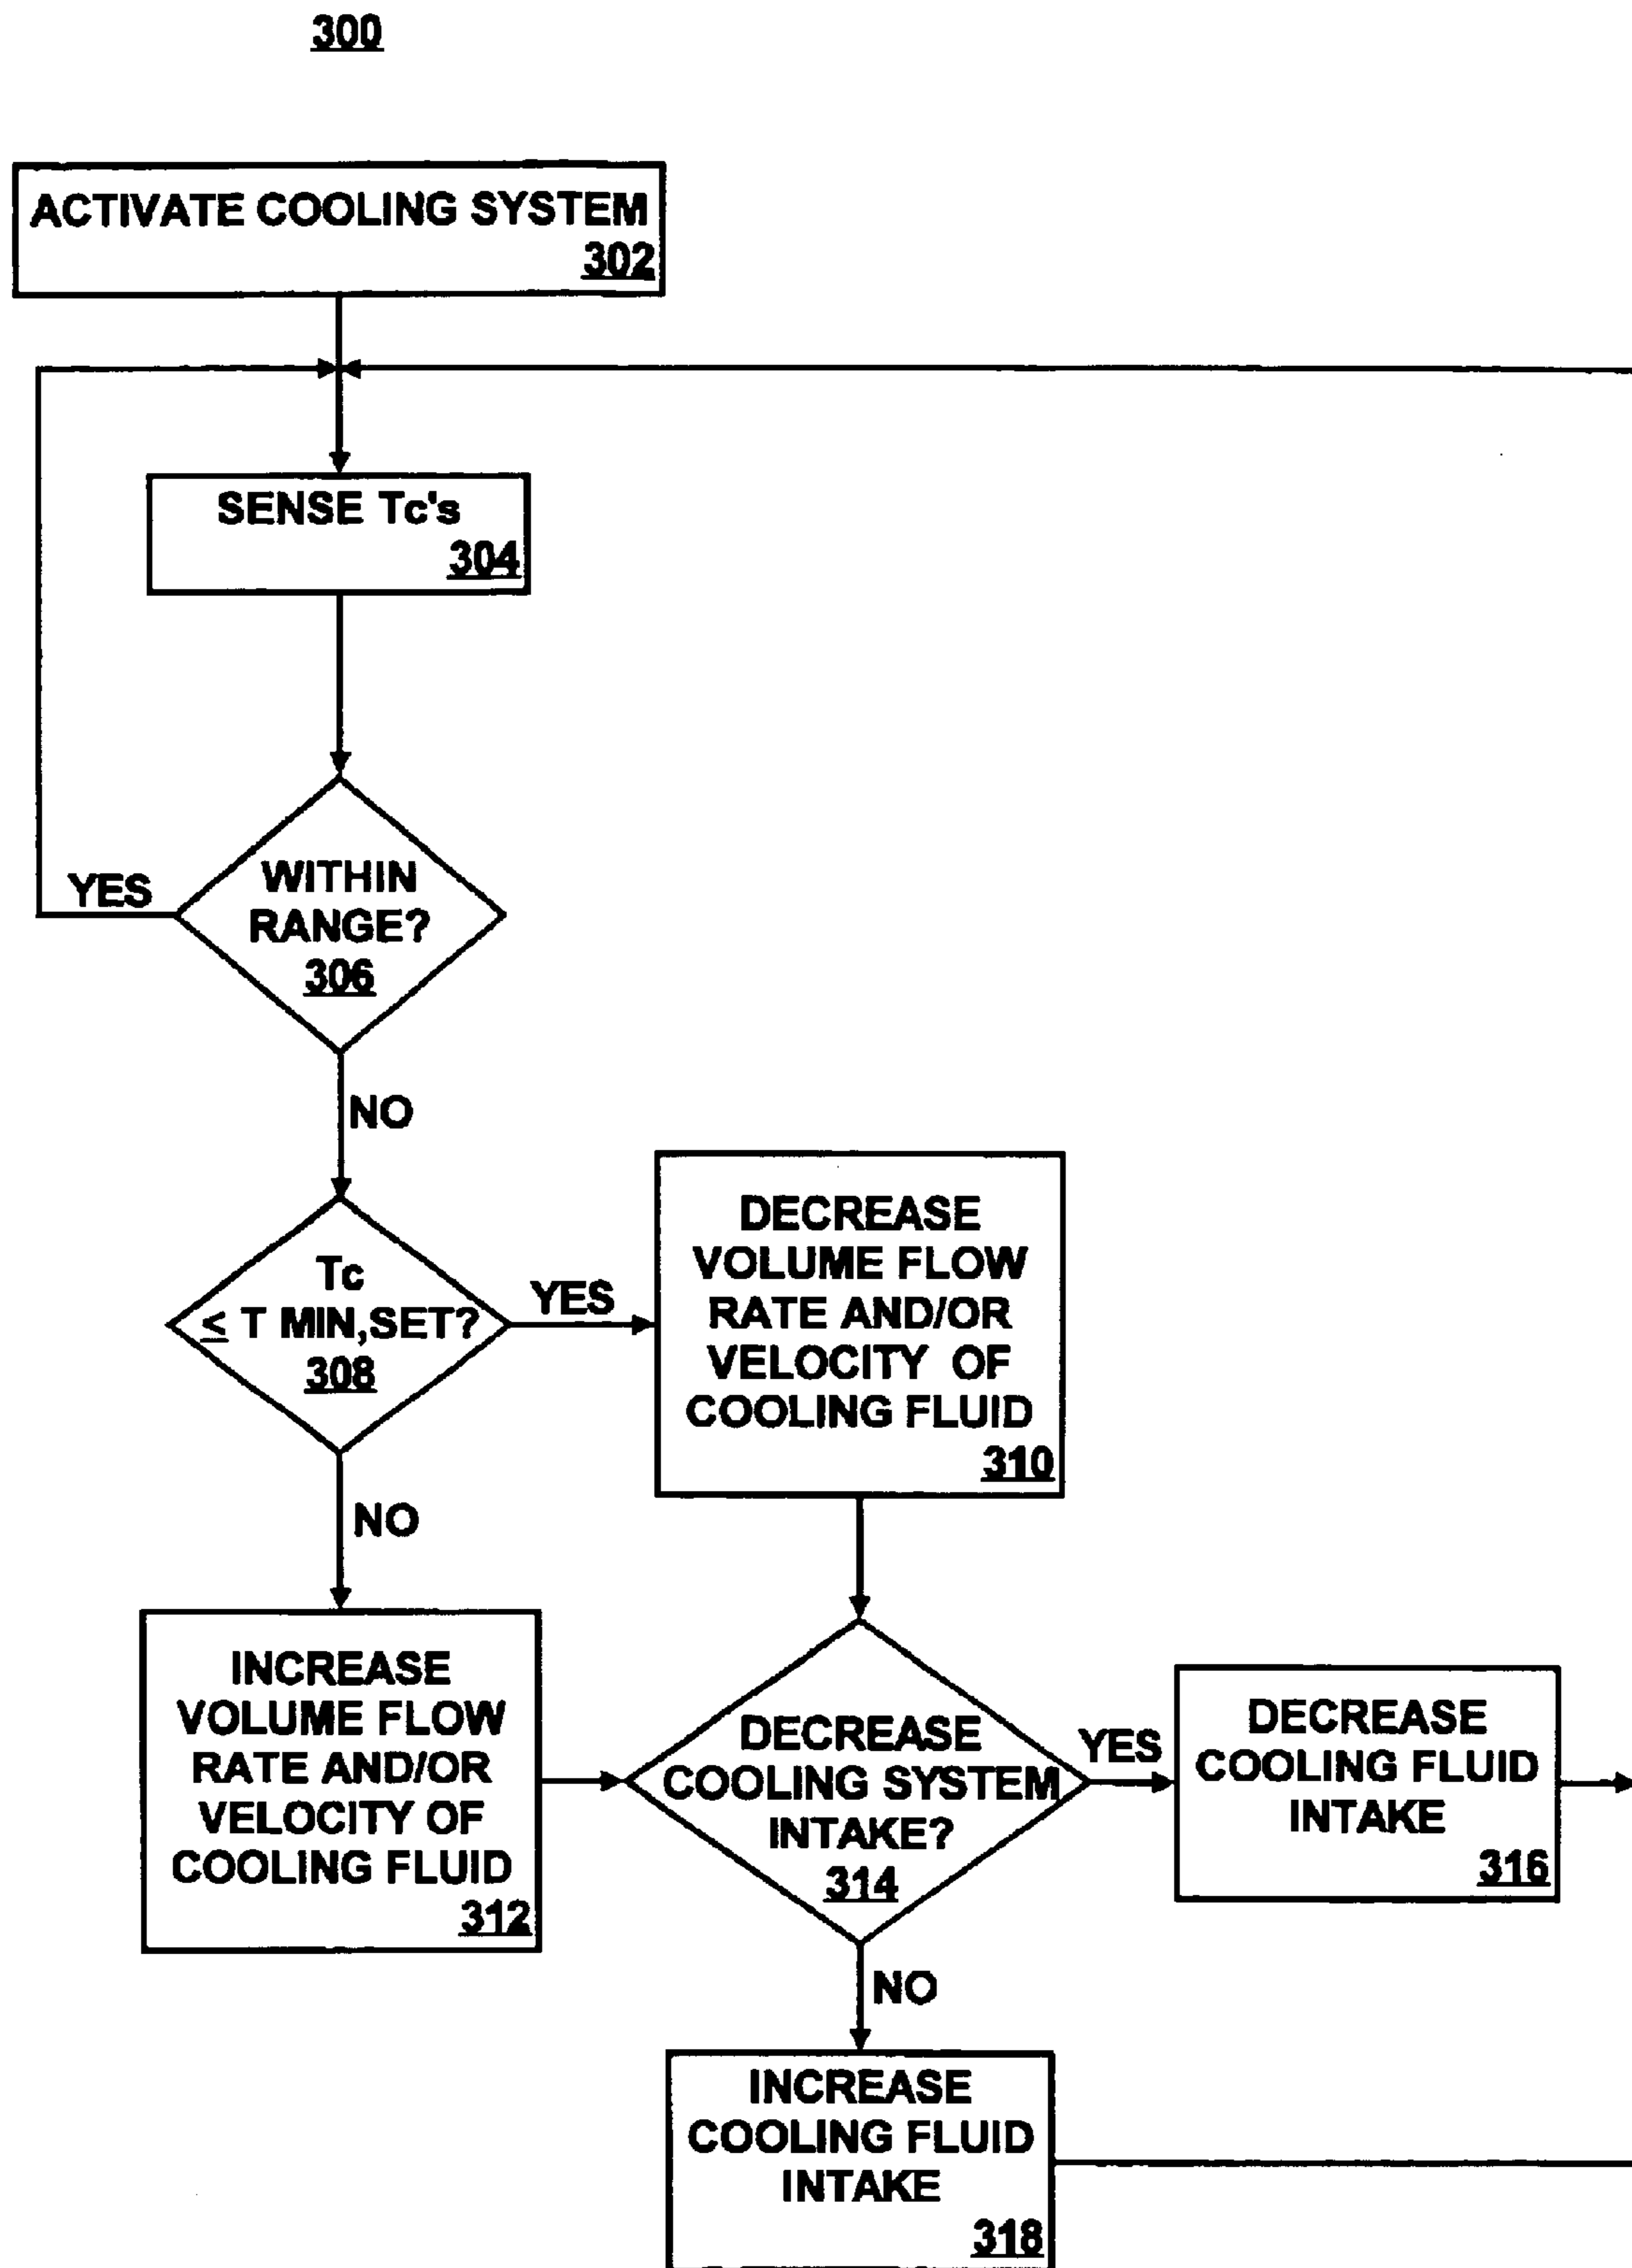 300
ACTIVATE COOLING SYSTEM
302
SENSE Tc's
304
WITHIN
RANGE?
306
YES
NO
Tc
≤ T MIN,SET?
308
YES
NO
DECREASE
VOLUME FLOW
RATE AND/OR
VELOCITY OF
COOLING FLUID
310
INCREASE
VOLUME FLOW
RATE AND/OR
VELOCITY OF
COOLING FLUID
312
DECREASE
COOLING SYSTEM
INTAKE?
314
YES
NO
DECREASE
COOLING FLUID
INTAKE
316
INCREASE
COOLING FLUID
INTAKE
318